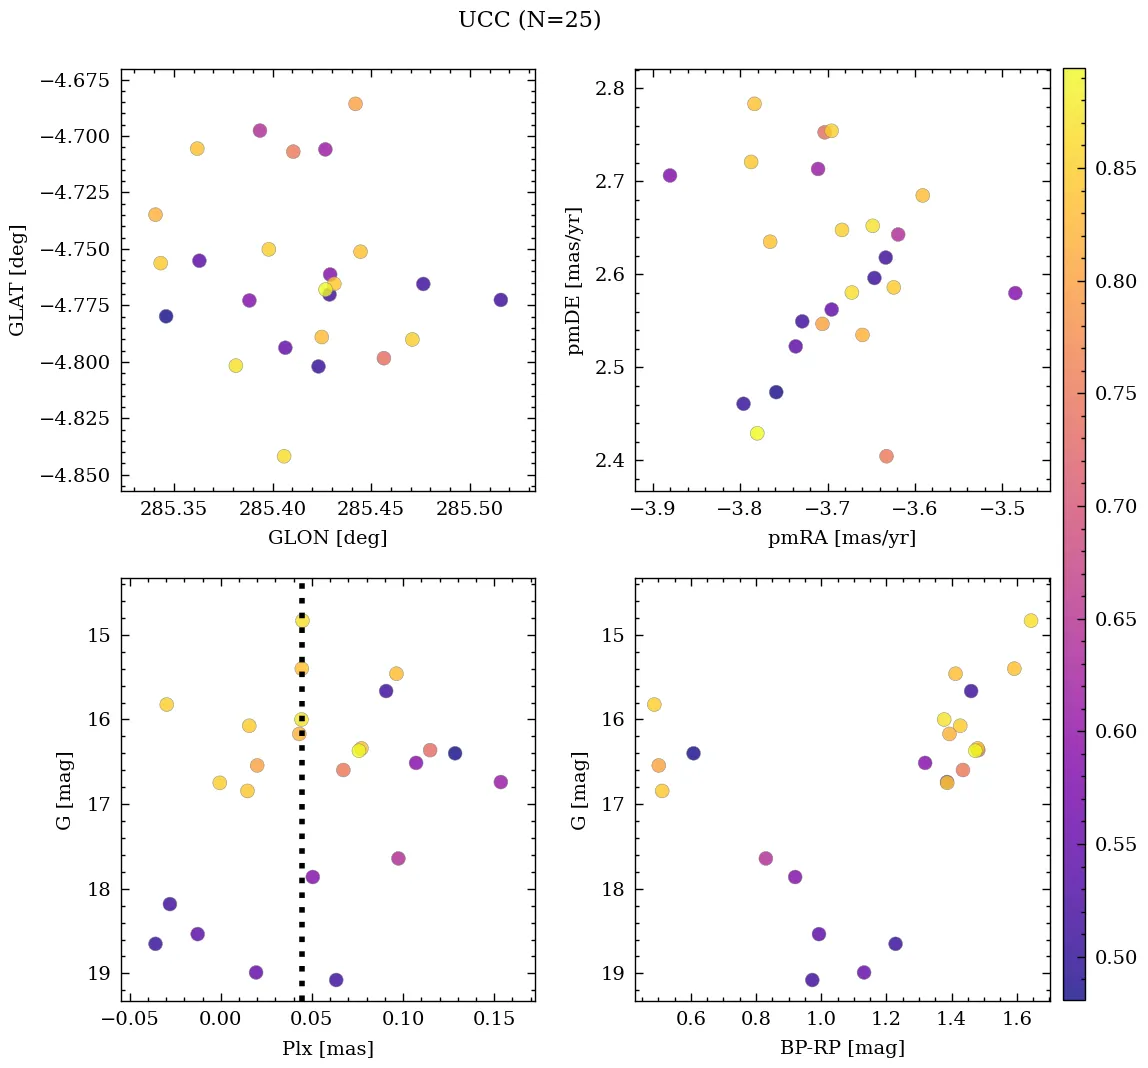 UCC (N=25)
−4.675
−4.700
−4.725
−4.750
−4.775
−4.800
−4.825
−4.850
GLAT [deg]
285.35 285.40 285.45 285.50
GLON [deg]
2.8
2.7
2.6
2.5
2.4
pmDE [mas/yr]
−3.9 −3.8 −3.7 −3.6 −3.5
pmRA [mas/yr]
0.85
0.80
0.75
0.70
0.65
0.60
0.55
0.50
15
16
17
18
19
G [mag]
−0.05 0.00 0.05 0.10 0.15
Plx [mas]
15
16
17
18
19
G [mag]
0.6 0.8 1.0 1.2 1.4 1.6
BP-RP [mag]